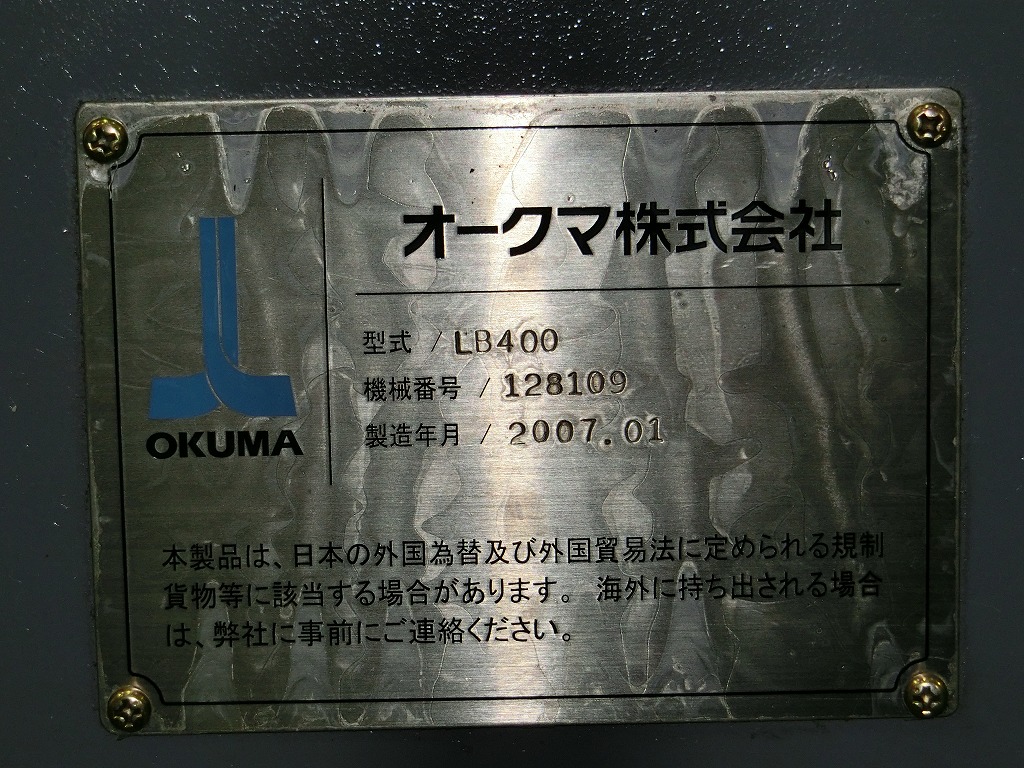 オークマ株式会社
OKUMA
型式 / LB400
機械番号 / 128109
製造年月 / 2007.01
本製品は、日本の外国為替及び外国貿易法に定められる規制
貨物等に該当する場合があります。 海外に持ち出される場合
は、弊社に事前にご連絡ください。